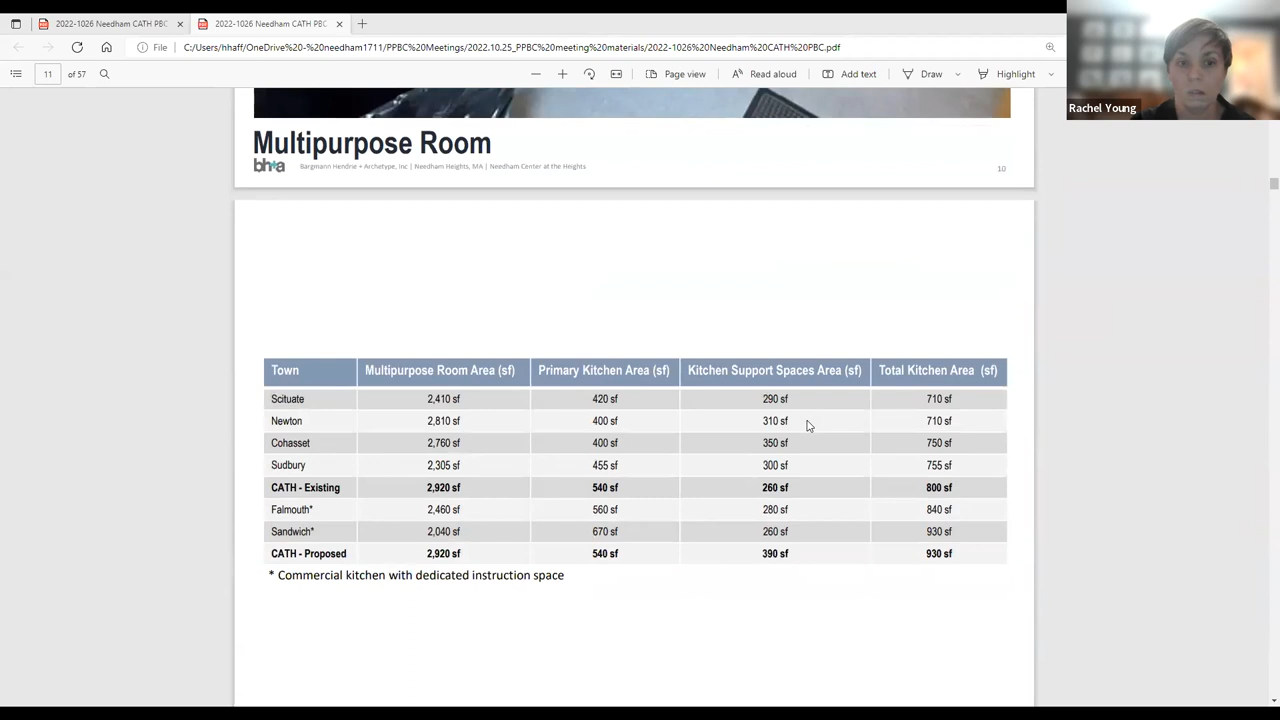 2022-1026 Needham CATH PBC
2022-1026 Needham CATH PBC
File C:/Users/hhaff/OneDrive%20-%20needham1711/PPBC%20Meetings/2022.10.25_PPBC%20meeting%20materials/2022-1026%20Needham%20CATH%20PBC.pdf
11 of 57 Page view Read aloud Add text Draw Highlight
Rachel Young
Multipurpose Room
bh+a Bargmann Hendrie + Archetype, Inc | Needham Heights, MA | Needham Center at the Heights 10
Town Multipurpose Room Area (sf) Primary Kitchen Area (sf) Kitchen Support Spaces Area (sf) Total Kitchen Area (sf)
Scituate 2,410 sf 420 sf 290 sf 710 sf
Newton 2,810 sf 400 sf 310 sf 710 sf
Cohasset 2,760 sf 400 sf 350 sf 750 sf
Sudbury 2,305 sf 455 sf 300 sf 755 sf
CATH - Existing 2,920 sf 540 sf 260 sf 800 sf
Falmouth* 2,460 sf 560 sf 280 sf 840 sf
Sandwich* 2,040 sf 670 sf 260 sf 930 sf
CATH - Proposed 2,920 sf 540 sf 390 sf 930 sf
* Commercial kitchen with dedicated instruction space